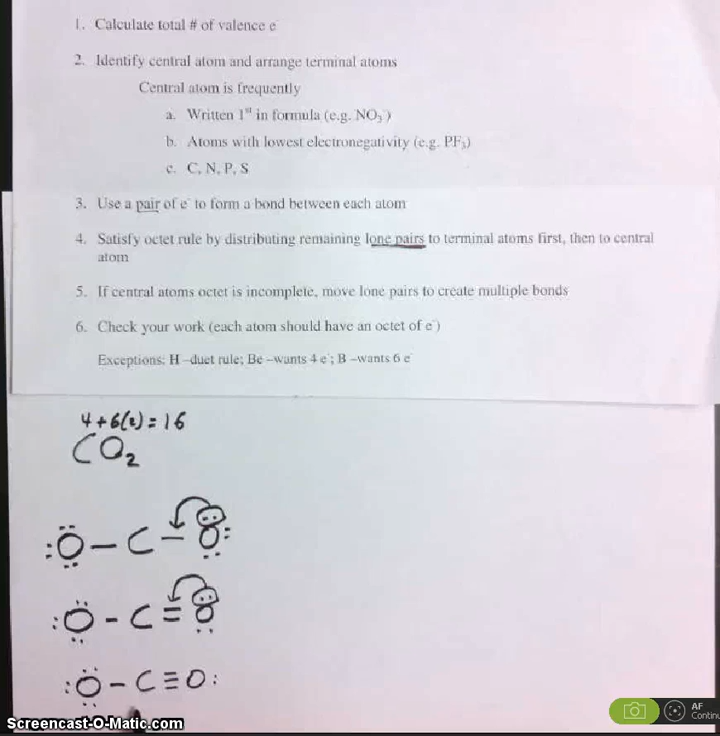 1. Calculate total # of valence e⁻
2. Identify central atom and arrange terminal atoms
Central atom is frequently
a. Written 1st in formula (e.g. NO₃⁻)
b. Atoms with lowest electronegativity (e.g. PF₃)
c. C, N, P, S
3. Use a pair of e⁻ to form a bond between each atom
4. Satisfy octet rule by distributing remaining lone pairs to terminal atoms first, then to central
atom
5. If central atoms octet is incomplete, move lone pairs to create multiple bonds
6. Check your work (each atom should have an octet of e⁻)
Exceptions: H –duet rule; Be –wants 4 e⁻; B –wants 6 e⁻
4+6(2)=16
CO₂
:Ö–C–Ö:
:Ö–C=Ö
:Ö–C≡O:
Screencast-O-Matic.com
AF
Continu